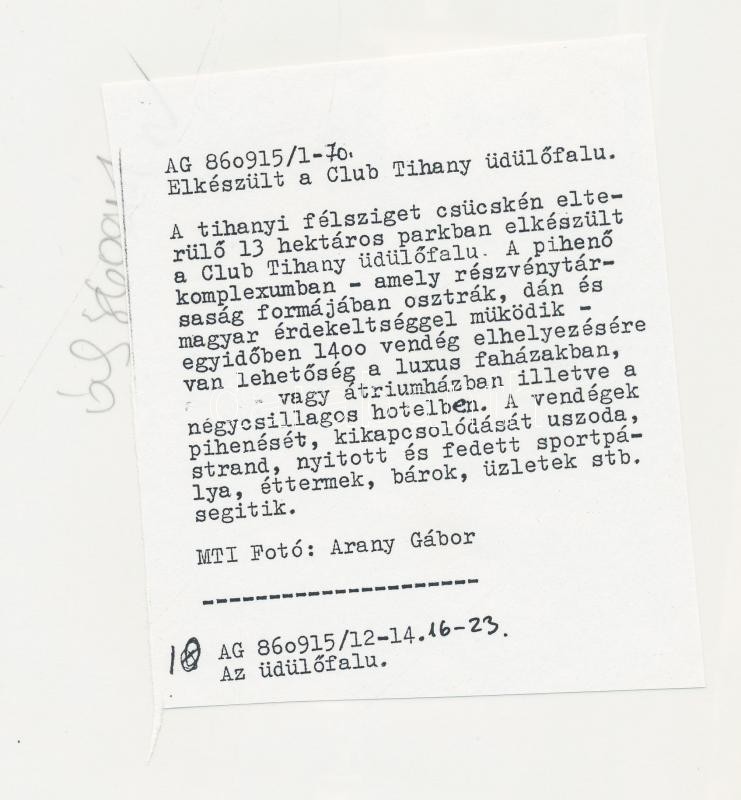 AG 860915/1-70.
Elkészült a Club Tihany üdülőfalu.
A tihanyi félsziget csücskén elte-
rülő 13 hektáros parkban elkészült
a Club Tihany üdülőfalu. A pihenő
komplexumban - amely részvénytár-
saság formájában osztrák, dán és
magyar érdekeltséggel müködik -
egyidőben 1400 vendég elhelyezésére
van lehetőség a luxus faházakban,
vagy átriumházban illetve a
négycsillagos hotelben. A vendégek
pihenését, kikapcsolódását uszoda,
strand, nyitott és fedett sportpá-
lya, éttermek, bárok, üzletek stb.
segitik.
MTI Fotó: Arany Gábor
---------------------
AG 860915/12-14.16-23.
Az üdülőfalu.